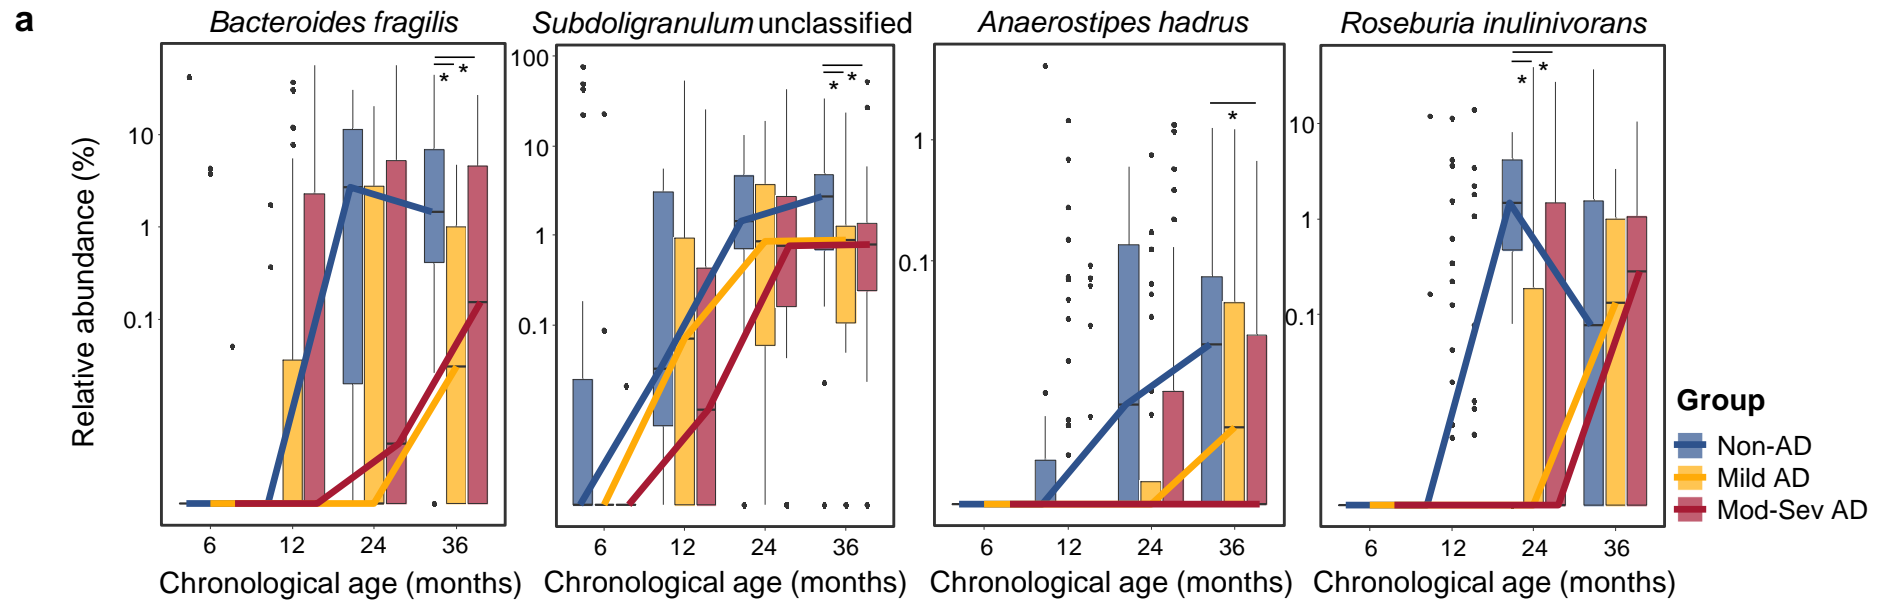 a
Bacteroides fragilis
Subdoligranulum unclassified
Anaerostipes hadrus
Roseburia inulinivorans
Relative abundance (%)
10
1
0.1
* *
6 12 24 36
Chronological age (months)
100
10
1
0.1
* *
6 12 24 36
Chronological age (months)
1
0.1
*
6 12 24 36
Chronological age (months)
10
1
0.1
* *
6 12 24 36
Chronological age (months)
Group
Non-AD
Mild AD
Mod-Sev AD